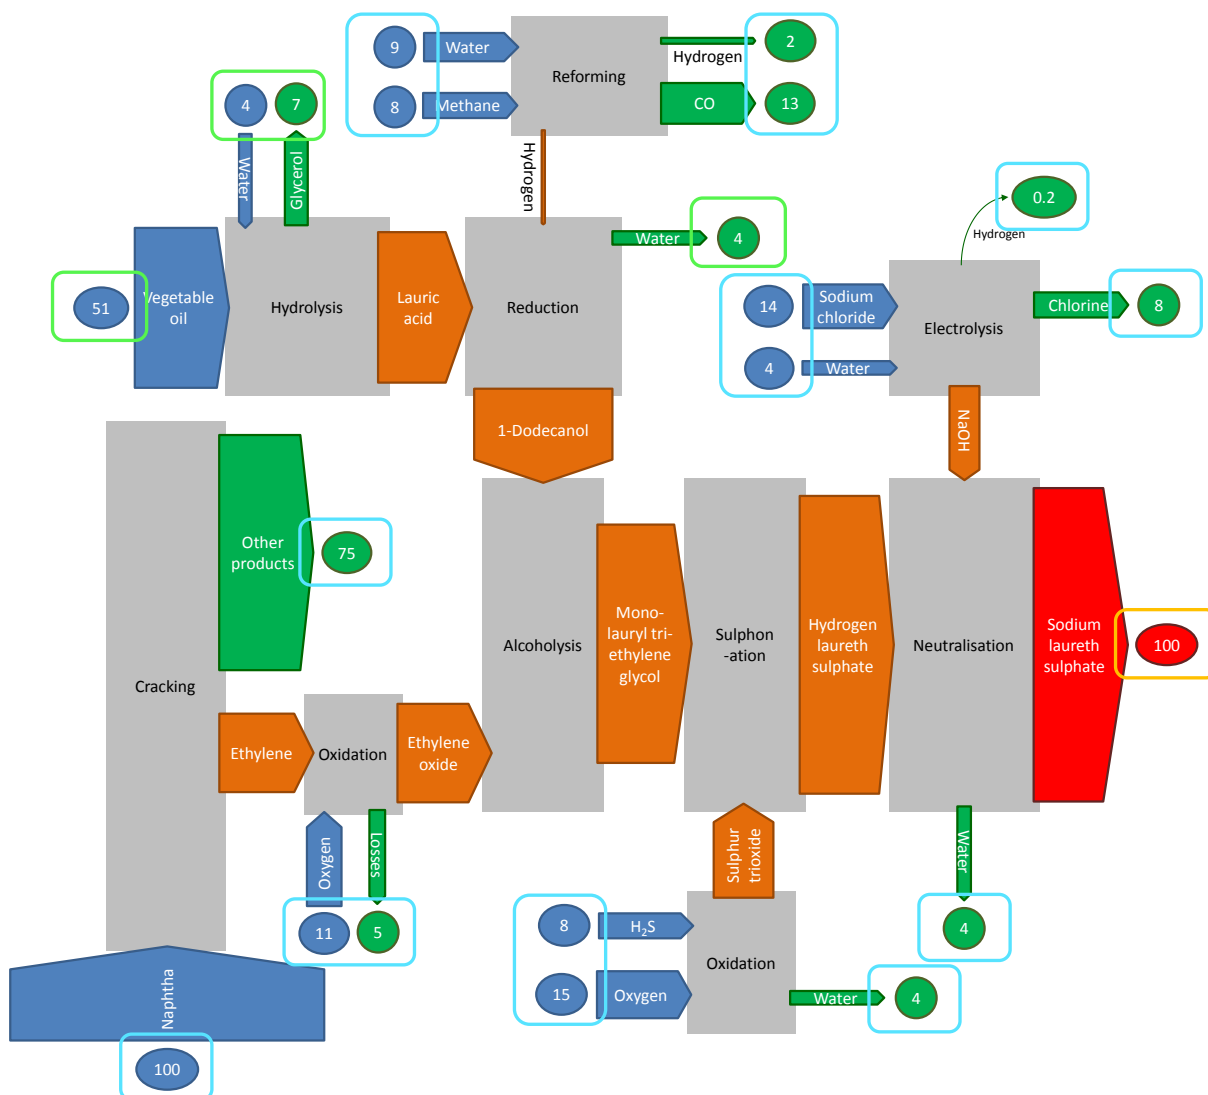 9
Water
8
Methane
Reforming
Hydrogen
2
CO
13
4
7
Water
Glycerol
Hydrogen
51
Vegetable
oil
Hydrolysis
Lauric
acid
Reduction
Water
4
0.2
Hydrogen
14
Sodium
chloride
4
Water
Electrolysis
Chlorine
8
1-Dodecanol
NaOH
Cracking
Other
products
75
Ethylene
Oxidation
Ethylene
oxide
Oxygen
Losses
11
5
Naphtha
100
Alcoholysis
Mono-
lauryl tri-
ethylene
glycol
Sulphon
-ation
Hydrogen
laureth
sulphate
Neutralisation
Sodium
laureth
sulphate
100
Sulphur
trioxide
8
H₂S
15
Oxygen
Oxidation
Water
4
Water
4